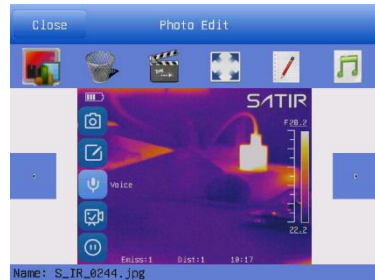 Close
Photo Edit
SATIR
F28.2
Voice
22.2
Emiss:1
Dist:1
10:17
Name: S_IR_0244.jpg